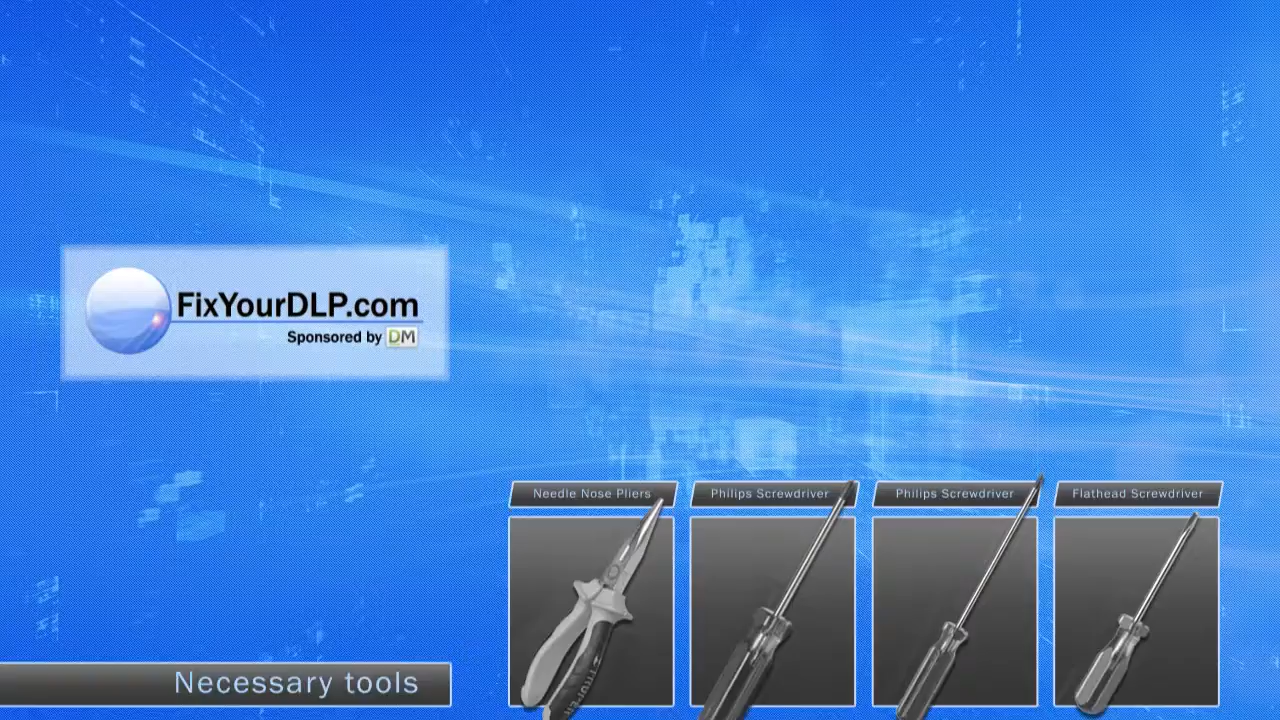 FixYourDLP.com
Sponsored by DM
Needle Nose Pliers
Philips Screwdriver
Philips Screwdriver
Flathead Screwdriver
Necessary tools